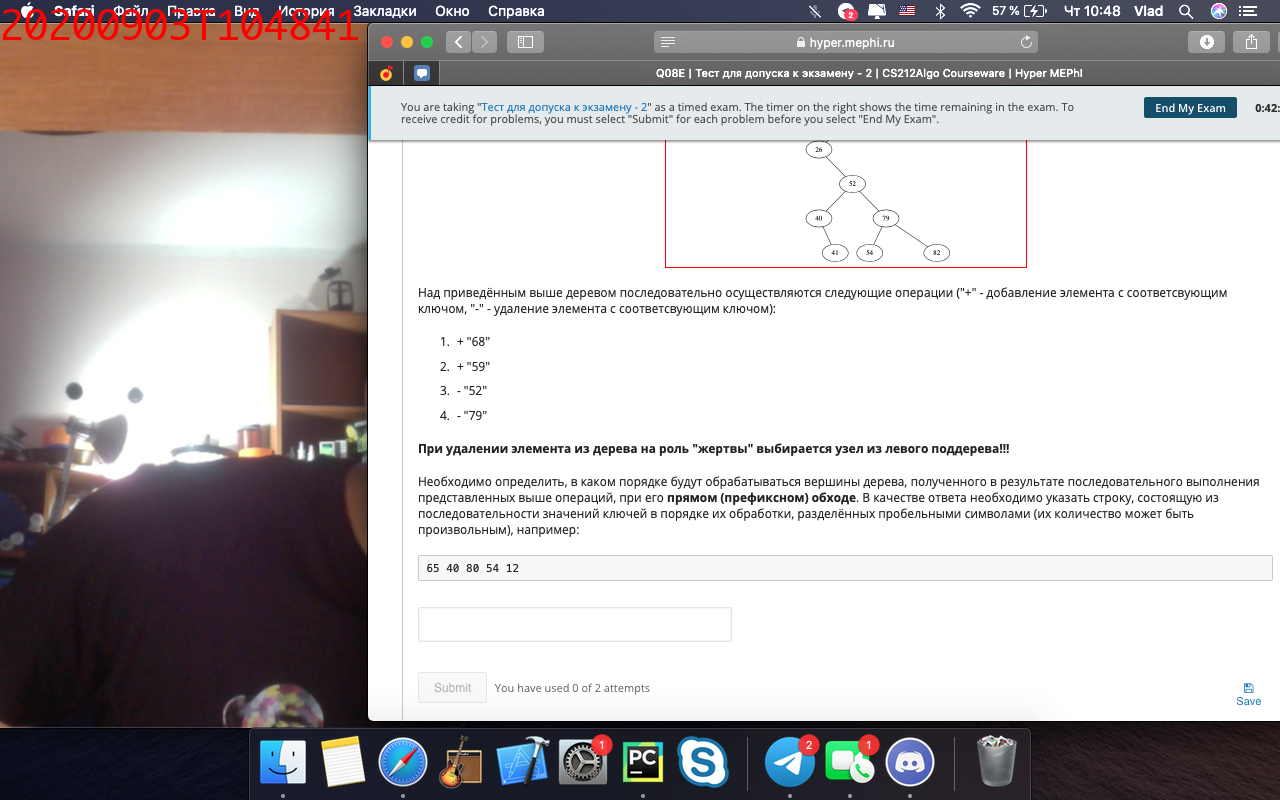 20200903T104841
Safari Файл Правка Вид История Закладки Окно Справка
2 57 % Чт 10:48 Vlad
hyper.mephi.ru
Q08E | Тест для допуска к экзамену - 2 | CS212Algo Courseware | Hyper MEPhI
You are taking "Тест для допуска к экзамену - 2" as a timed exam. The timer on the right shows the time remaining in the exam. To
receive credit for problems, you must select "Submit" for each problem before you select "End My Exam".
End My Exam
0:42:
26
52
40 79
41 54 82
Над приведённым выше деревом последовательно осуществляются следующие операции ("+" - добавление элемента с соответсвующим
ключом, "-" - удаление элемента с соответсвующим ключом):
1. + "68"
2. + "59"
3. - "52"
4. - "79"
При удалении элемента из дерева на роль "жертвы" выбирается узел из левого поддерева!!!
Необходимо определить, в каком порядке будут обрабатываться вершины дерева, полученного в результате последовательного выполнения
представленных выше операций, при его прямом (префиксном) обходе. В качестве ответа необходимо указать строку, состоящую из
последовательности значений ключей в порядке их обработки, разделённых пробельными символами (их количество может быть
произвольным), например:
65 40 80 54 12
Submit You have used 0 of 2 attempts
Save
1 PC 2 1